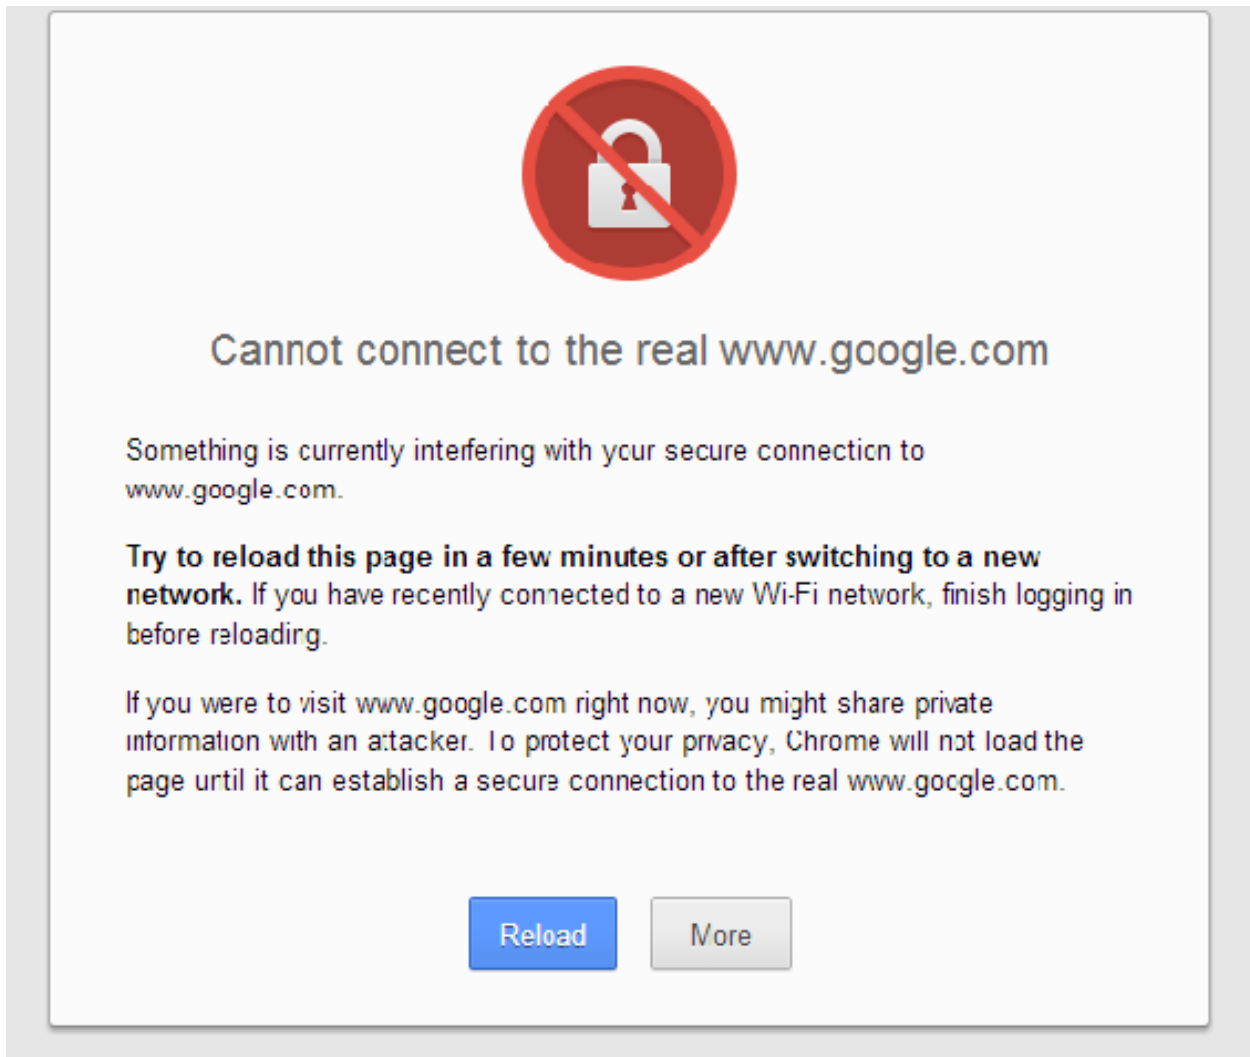 Cannot connect to the real www.google.com
Something is currently interfering with your secure connection to
www.google.com.
Try to reload this page in a few minutes or after switching to a new
network. If you have recently connected to a new Wi-Fi network, finish logging in
before reloading.
If you were to visit www.google.com right now, you might share private
information with an attacker. To protect your privacy, Chrome will not load the
page until it can establish a secure connection to the real www.google.com.
Reload More